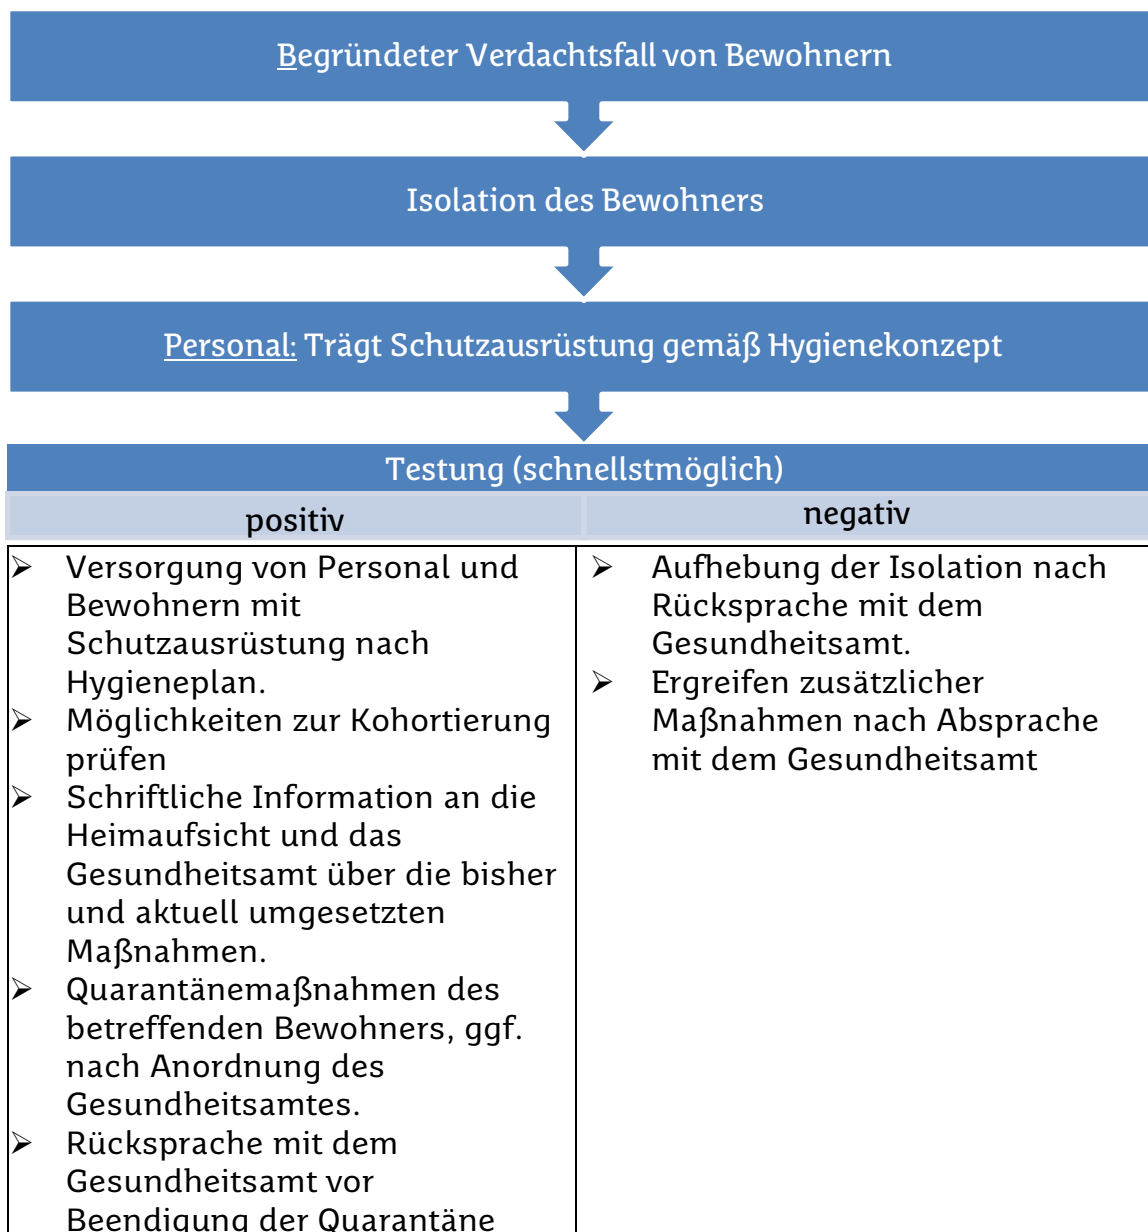 Begründeter Verdachtsfall von Bewohnern
Isolation des Bewohners
Personal: Trägt Schutzausrüstung gemäß Hygienekonzept
Testung (schnellstmöglich)
positiv
negativ
➢ Versorgung von Personal und
Bewohnern mit
Schutzausrüstung nach
Hygieneplan.
➢ Möglichkeiten zur Kohortierung
prüfen
➢ Schriftliche Information an die
Heimaufsicht und das
Gesundheitsamt über die bisher
und aktuell umgesetzten
Maßnahmen.
➢ Quarantänemaßnahmen des
betreffenden Bewohners, ggf.
nach Anordnung des
Gesundheitsamtes.
➢ Rücksprache mit dem
Gesundheitsamt vor
Beendigung der Quarantäne
➢ Aufhebung der Isolation nach
Rücksprache mit dem
Gesundheitsamt.
➢ Ergreifen zusätzlicher
Maßnahmen nach Absprache
mit dem Gesundheitsamt